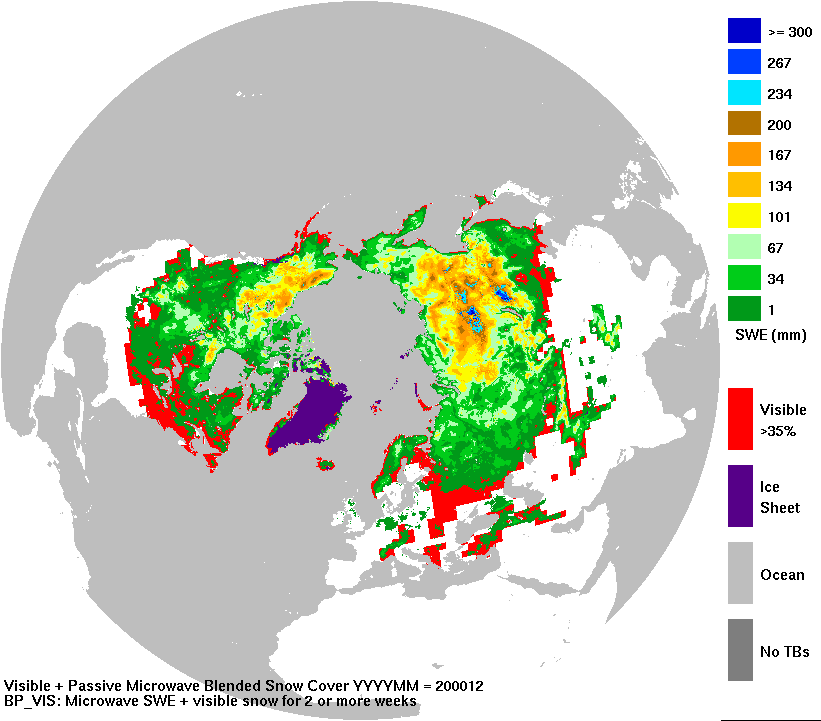 >= 300
267
234
200
167
134
101
67
34
1
SWE (mm)
Visible
>35%
Ice
Sheet
Ocean
No TBs
Visible + Passive Microwave Blended Snow Cover YYYYMM = 200012
BP_VIS: Microwave SWE + visible snow for 2 or more weeks